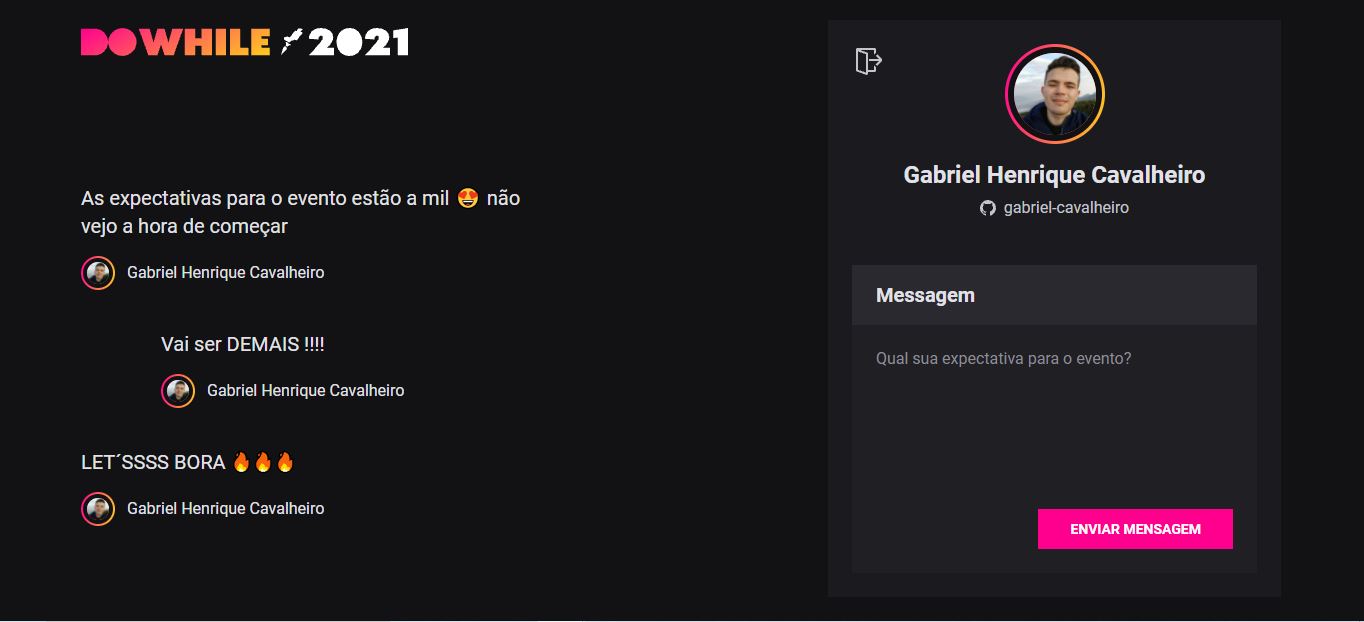 DOWHILE 2021
As expectativas para o evento estão a mil 😍 não
vejo a hora de começar
Gabriel Henrique Cavalheiro
Vai ser DEMAIS !!!!
Gabriel Henrique Cavalheiro
LET´SSSS BORA 🔥🔥🔥
Gabriel Henrique Cavalheiro
Gabriel Henrique Cavalheiro
gabriel-cavalheiro
Messagem
Qual sua expectativa para o evento?
ENVIAR MENSAGEM